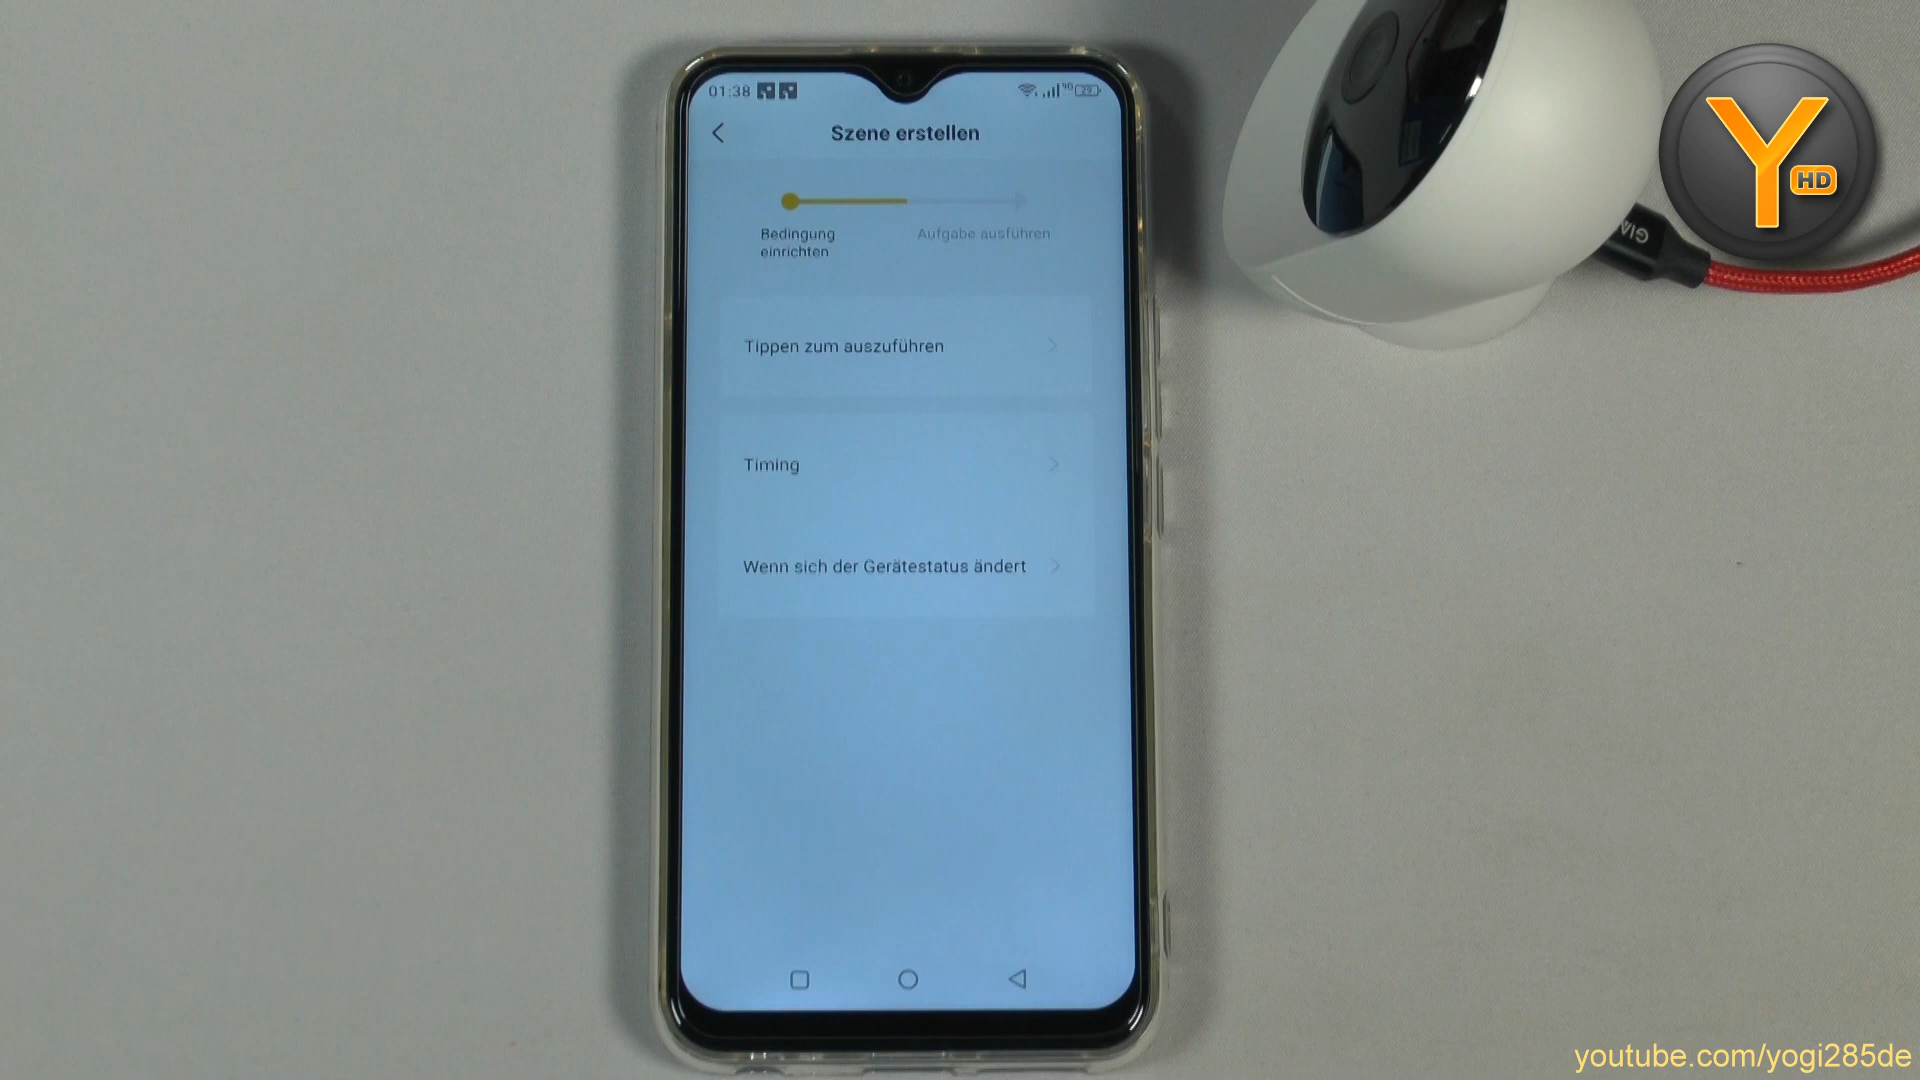 01:38
29
Szene erstellen
Bedingung
einrichten
Aufgabe ausführen
Tippen zum auszuführen
Timing
Wenn sich der Gerätestatus ändert
Y
HD
youtube.com/yogi285de